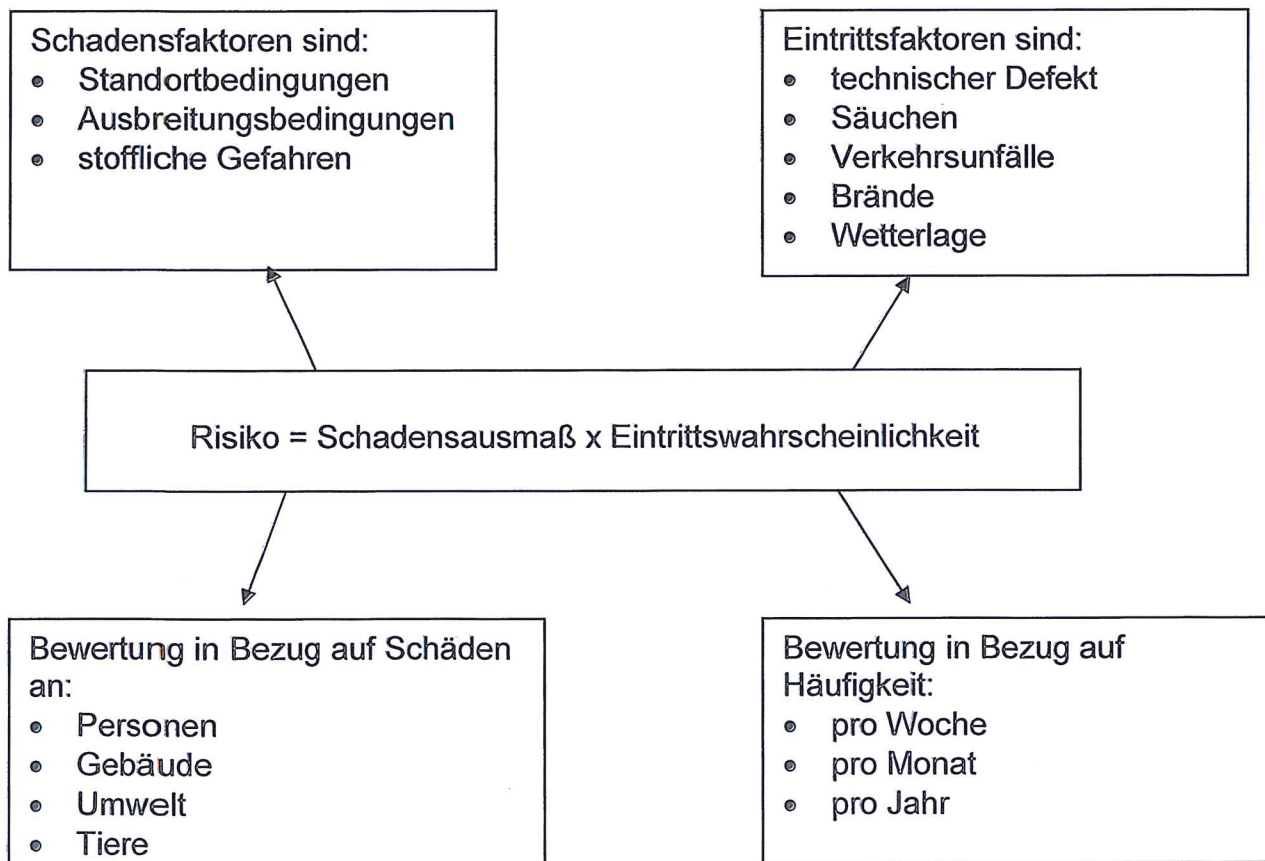 Schadensfaktoren sind:
• Standortbedingungen
• Ausbreitungsbedingungen
• stoffliche Gefahren
Eintrittsfaktoren sind:
• technischer Defekt
• Säuchen
• Verkehrsunfälle
• Brände
• Wetterlage
Risiko = Schadensausmaß x Eintrittswahrscheinlichkeit
Bewertung in Bezug auf Schäden
an:
• Personen
• Gebäude
• Umwelt
• Tiere
Bewertung in Bezug auf
Häufigkeit:
• pro Woche
• pro Monat
• pro Jahr